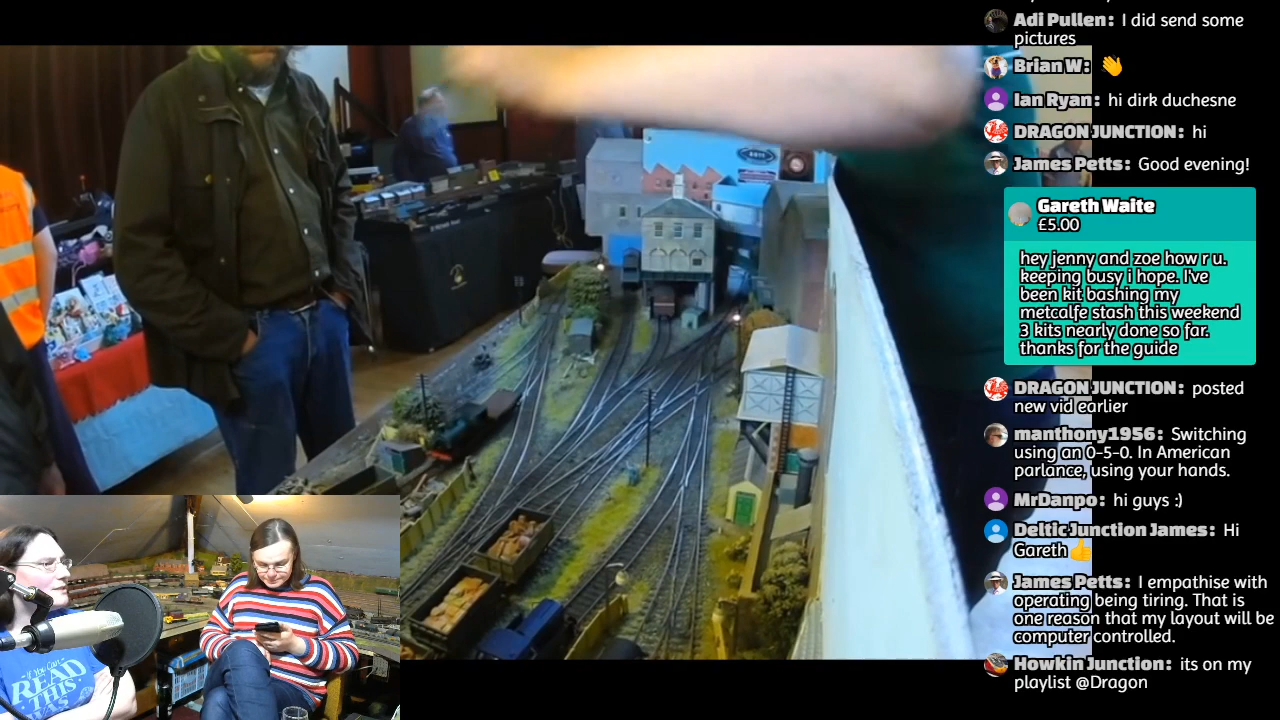 Adi Pullen: I did send some
pictures
Brian W: 👋
Ian Ryan: hi dirk duchesne
DRAGON JUNCTION: hi
James Petts: Good evening!
Gareth Waite
£5.00
hey jenny and zoe how r u.
keeping busy i hope. I've
been kit bashing my
metcalfe stash this weekend
3 kits nearly done so far.
thanks for the guide
DRAGON JUNCTION: posted
new vid earlier
manthony1956: Switching
using an 0-5-0. In American
parlance, using your hands.
MrDanpo: hi guys :)
Deltic Junction James: Hi
Gareth👍
James Petts: I empathise with
operating being tiring. That is
one reason that my layout will be
computer controlled.
Howkin Junction: its on my
playlist @Dragon
If You Can
READ
THIS